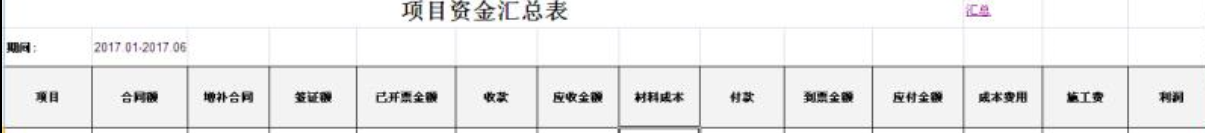 项目资金汇总表 汇总
期间： 2017.01-2017.06
项目 合同额 增补合同 签证额 已开票金额 收款 应收金额 材料成本 付款 到票金额 应付金额 成本费用 施工费 利润